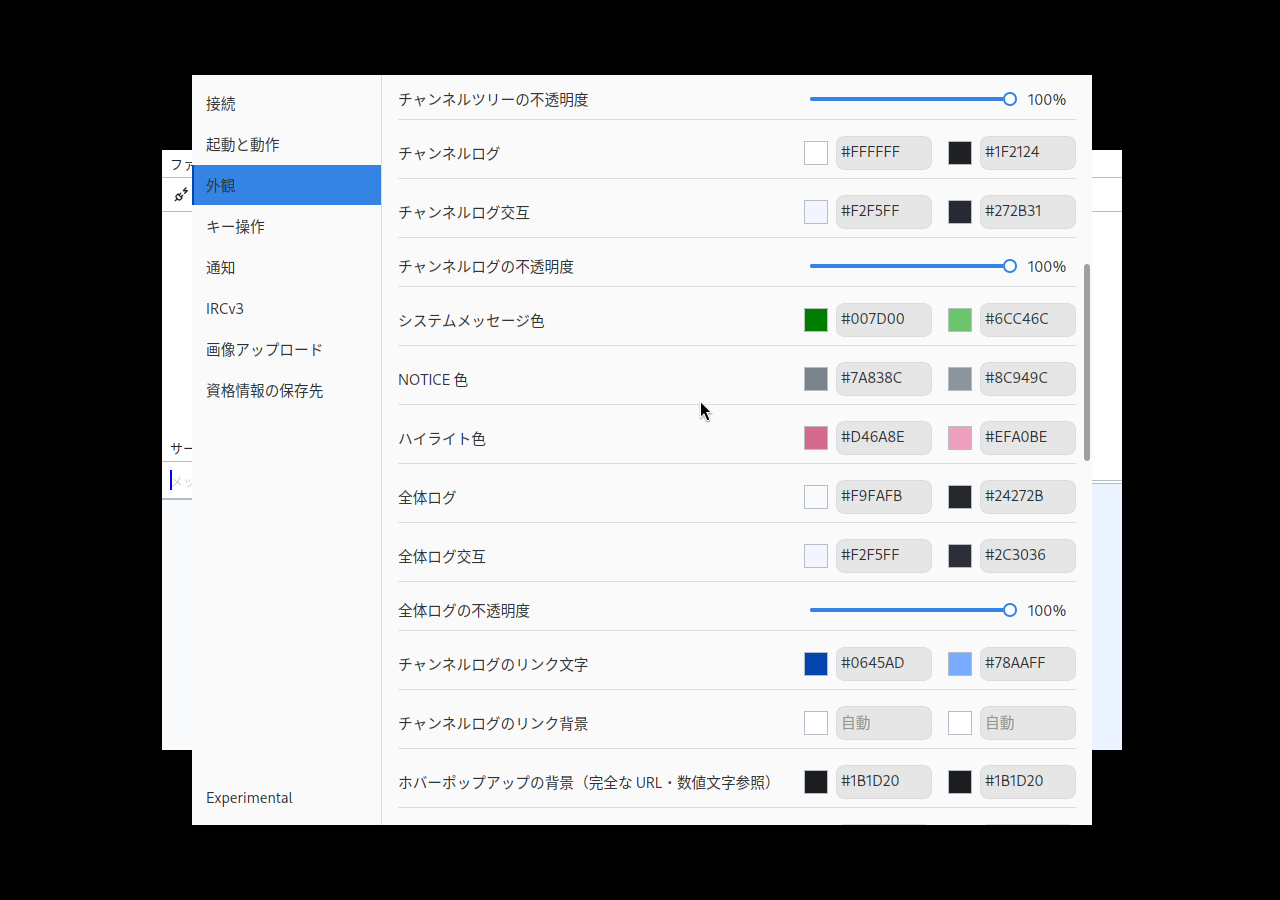 接続
起動と動作
外観
キー操作
通知
IRCv3
画像アップロード
資格情報の保存先
Experimental
チャンネルツリーの不透明度 100%
チャンネルログ #FFFFFF #1F2124
チャンネルログ交互 #F2F5FF #272B31
チャンネルログの不透明度 100%
システムメッセージ色 #007D00 #6CC46C
NOTICE 色 #7A838C #8C949C
ハイライト色 #D46A8E #EFA0BE
全体ログ #F9FAFB #24272B
全体ログ交互 #F2F5FF #2C3036
全体ログの不透明度 100%
チャンネルログのリンク文字 #0645AD #78AAFF
チャンネルログのリンク背景 自動 自動
ホバーポップアップの背景（完全な URL・数値文字参照） #1B1D20 #1B1D20
ファ
サー
メッ